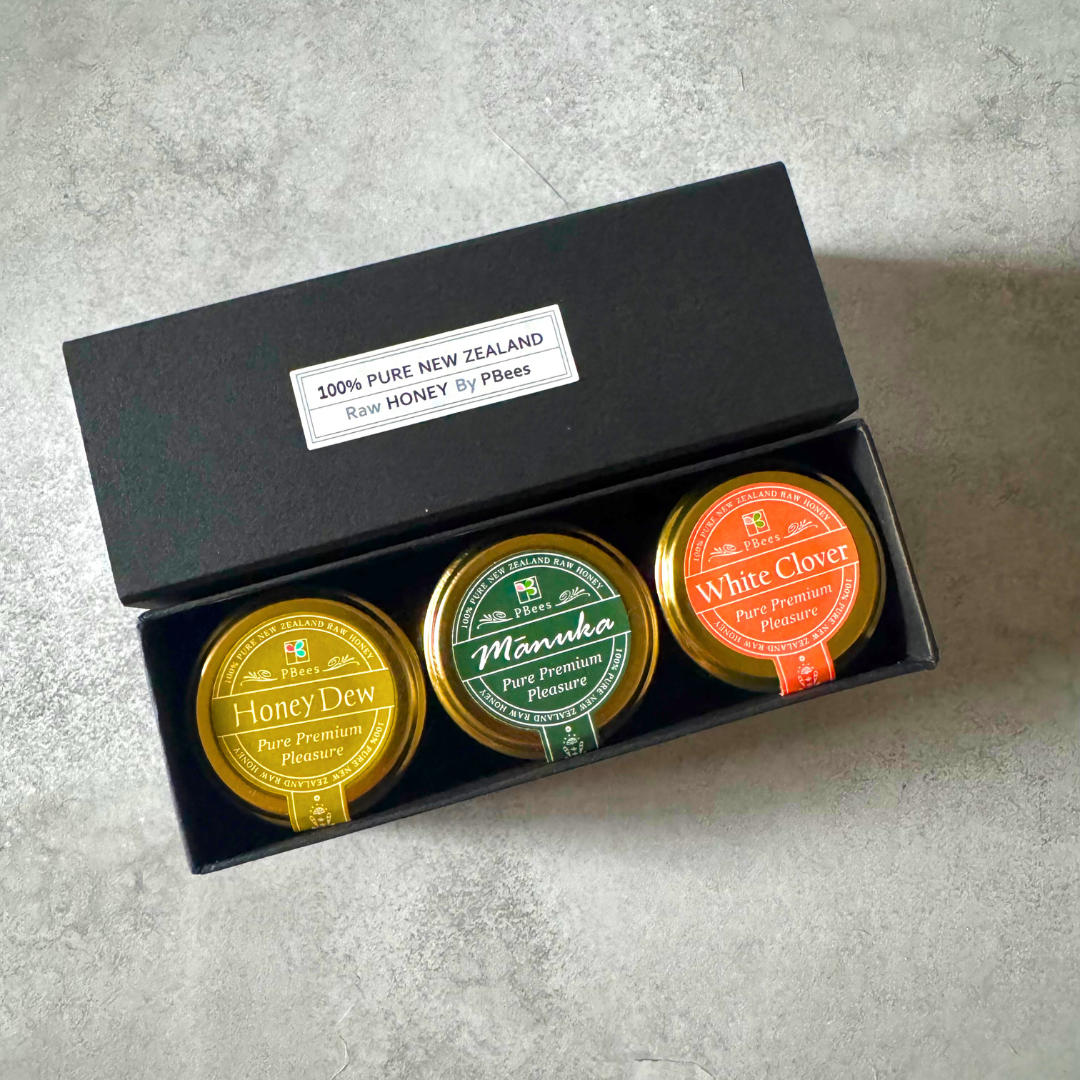 100% PURE NEW ZEALAND
Raw HONEY By PBees
100% PURE NEW ZEALAND RAW HONEY
PBees
Honey Dew
Pure Premium
Pleasure
100% PURE NEW ZEALAND RAW HONEY
100% PURE NEW ZEALAND RAW HONEY
PBees
Mānuka
Pure Premium
Pleasure
100% PURE NEW ZEALAND RAW HONEY
100% PURE NEW ZEALAND RAW HONEY
PBees
White Clover
Pure Premium
Pleasure
100% PURE NEW ZEALAND RAW HONEY